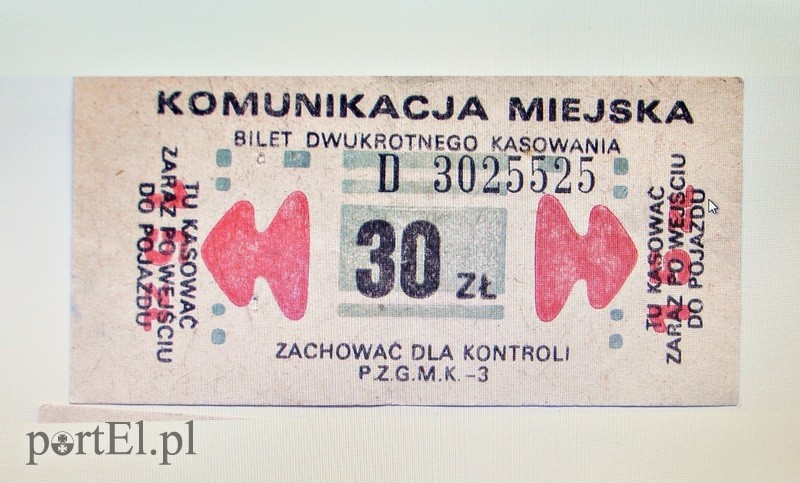 KOMUNIKACJA MIEJSKA
BILET DWUKROTNEGO KASOWANIA
D 3025525
TU KASOWAĆ
ZARAZ PO WEJŚCIU
DO POJAZDU
30 ZŁ
TU KASOWAĆ
ZARAZ PO WEJŚCIU
DO POJAZDU
ZACHOWAĆ DLA KONTROLI
P.Z.G.M.K.-3
portEl.pl